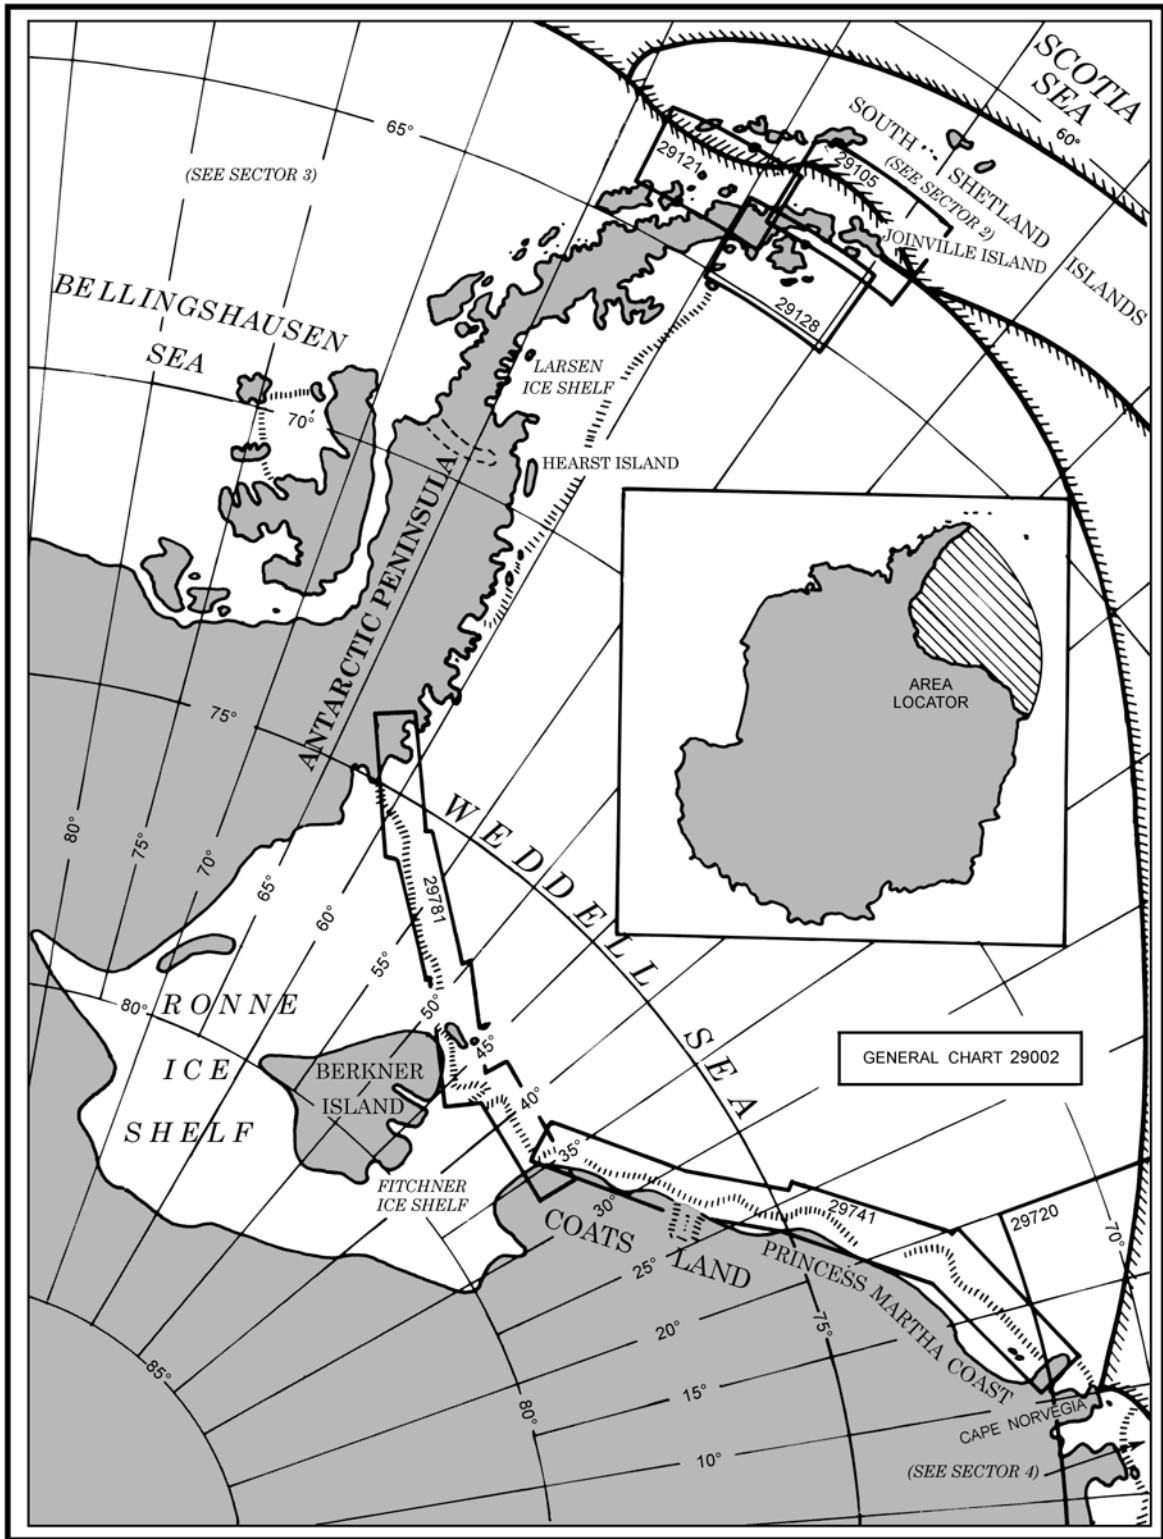 SCOTIA
SEA
60°
65°
SOUTH
(SEE SECTOR 2)
SHETLAND
ISLANDS
29121
29105
(SEE SECTOR 3)
JOINVILLE ISLAND
BELLINGSHAUSEN
SEA
29128
LARSEN
ICE SHELF
70°
HEARST ISLAND
ANTARCTIC PENINSULA
AREA
LOCATOR
75°
WEDDELL SEA
80°
75°
70°
65°
60°
55°
50°
45°
40°
35°
30°
25°
20°
15°
10°
29781
80°
RONNE
ICE
SHELF
GENERAL CHART 29002
BERKNER
ISLAND
FITCHNER
ICE SHELF
COATS
LAND
29741
29720
70°
PRINCESS MARTHA COAST
75°
85°
80°
CAPE NORVEGIA
(SEE SECTOR 4)